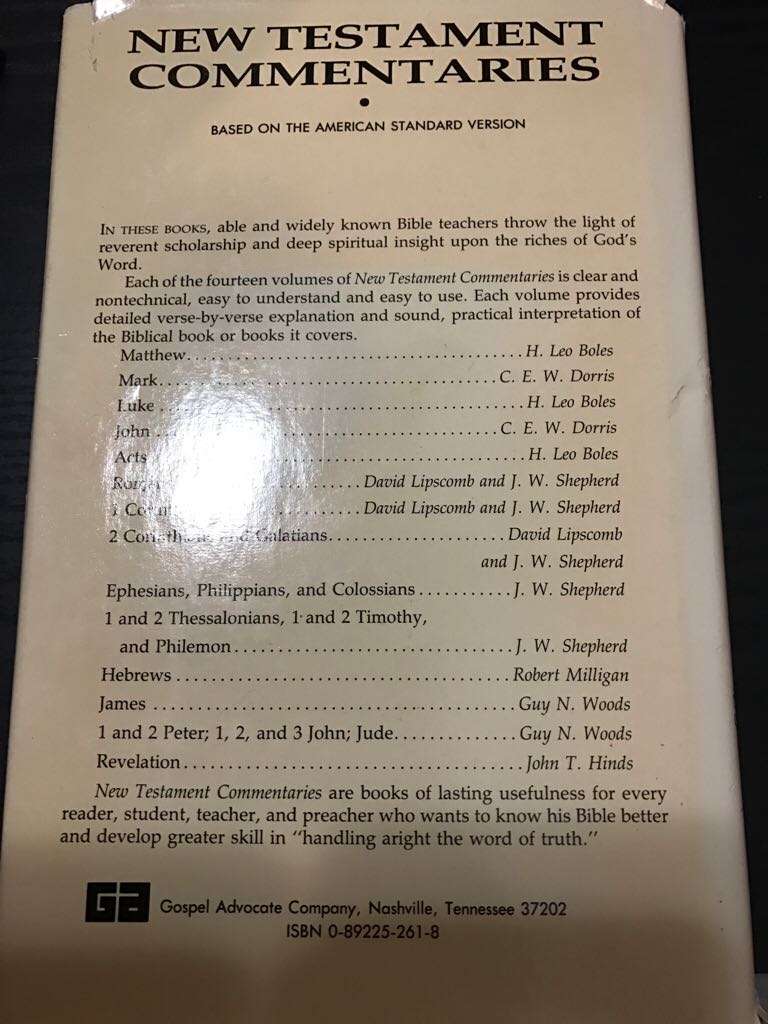 NEW TESTAMENT
COMMENTARIES
•
BASED ON THE AMERICAN STANDARD VERSION
IN THESE BOOKS, able and widely known Bible teachers throw the light of
reverent scholarship and deep spiritual insight upon the riches of God's
Word.
Each of the fourteen volumes of New Testament Commentaries is clear and
nontechnical, easy to understand and easy to use. Each volume provides
detailed verse-by-verse explanation and sound, practical interpretation of
the Biblical book or books it covers.
Matthew........................................H. Leo Boles
Mark........................................C. E. W. Dorris
Luke........................................H. Leo Boles
John........................................C. E. W. Dorris
Acts........................................H. Leo Boles
....................David Lipscomb and J. W. Shepherd
1....................David Lipscomb and J. W. Shepherd
2 and Galatians......................David Lipscomb
and J. W. Shepherd
Ephesians, Philippians, and Colossians...........J. W. Shepherd
1 and 2 Thessalonians, 1 and 2 Timothy,
and Philemon.................................J. W. Shepherd
Hebrews.......................................Robert Milligan
James..........................................Guy N. Woods
1 and 2 Peter; 1, 2, and 3 John; Jude..............Guy N. Woods
Revelation.......................................John T. Hinds
New Testament Commentaries are books of lasting usefulness for every
reader, student, teacher, and preacher who wants to know his Bible better
and develop greater skill in "handling aright the word of truth."
GA Gospel Advocate Company, Nashville, Tennessee 37202
ISBN 0-89225-261-8